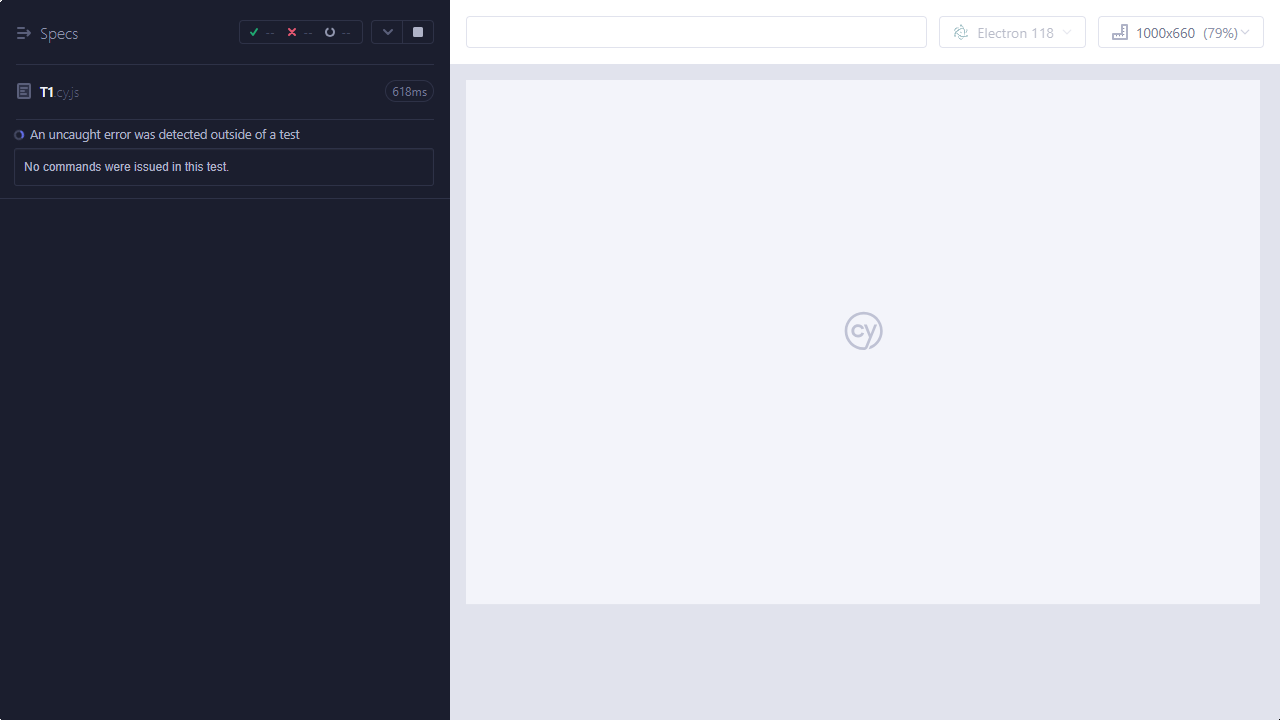 Specs
-- -- --
T1 cy.js
618ms
An uncaught error was detected outside of a test
No commands were issued in this test.
Electron 118
1000x660 (79%)
cy